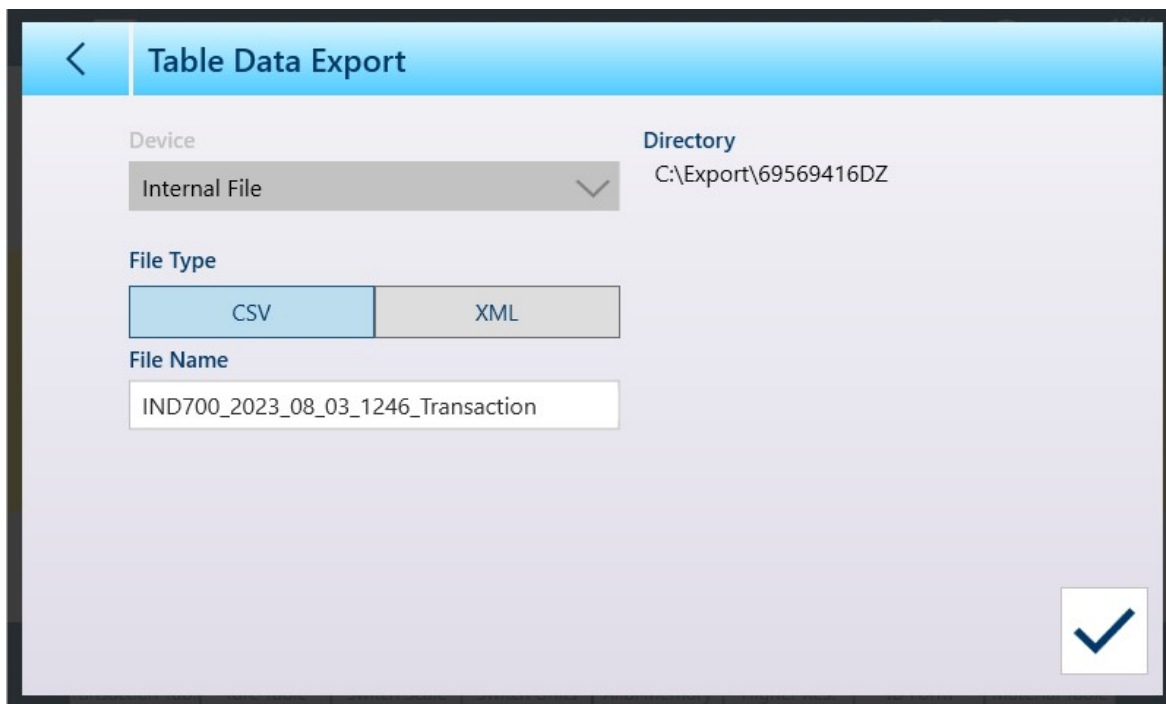 Table Data Export
Device
Internal File
Directory
C:\Export\69569416DZ
File Type
CSV
XML
File Name
IND700_2023_08_03_1246_Transaction